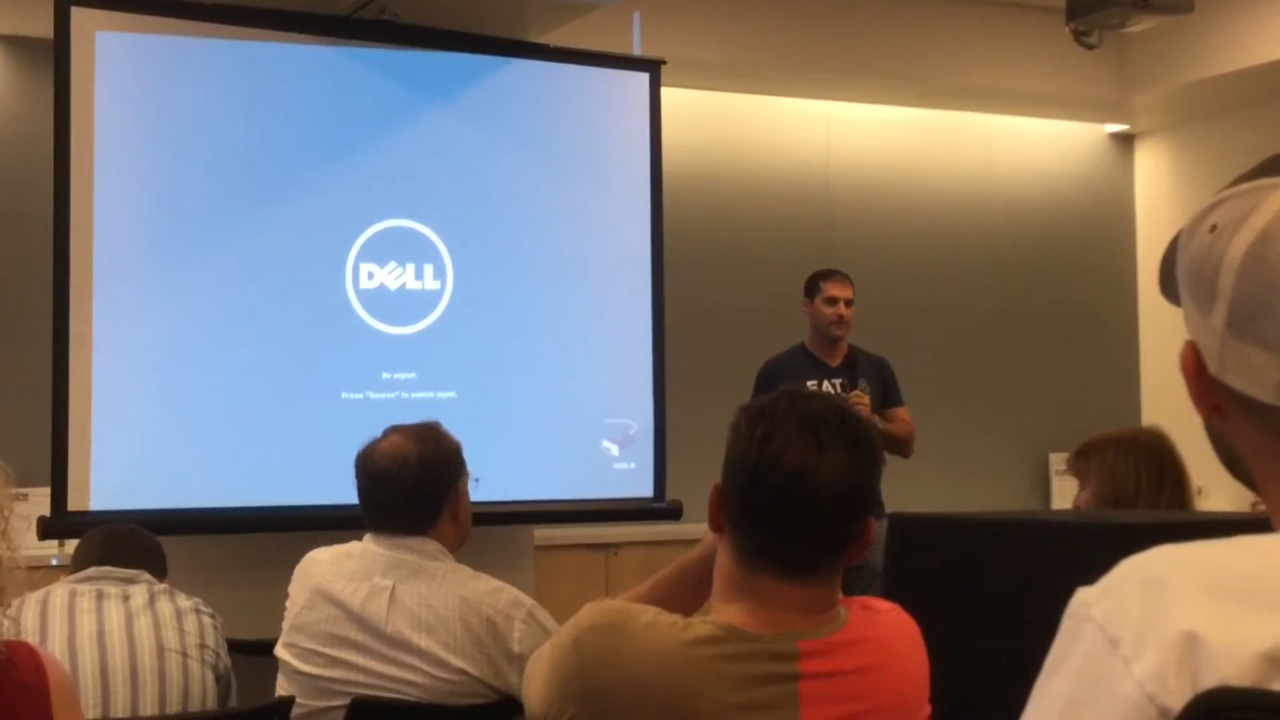 DELL
No signal.
Press "Source" to switch input.
EAT